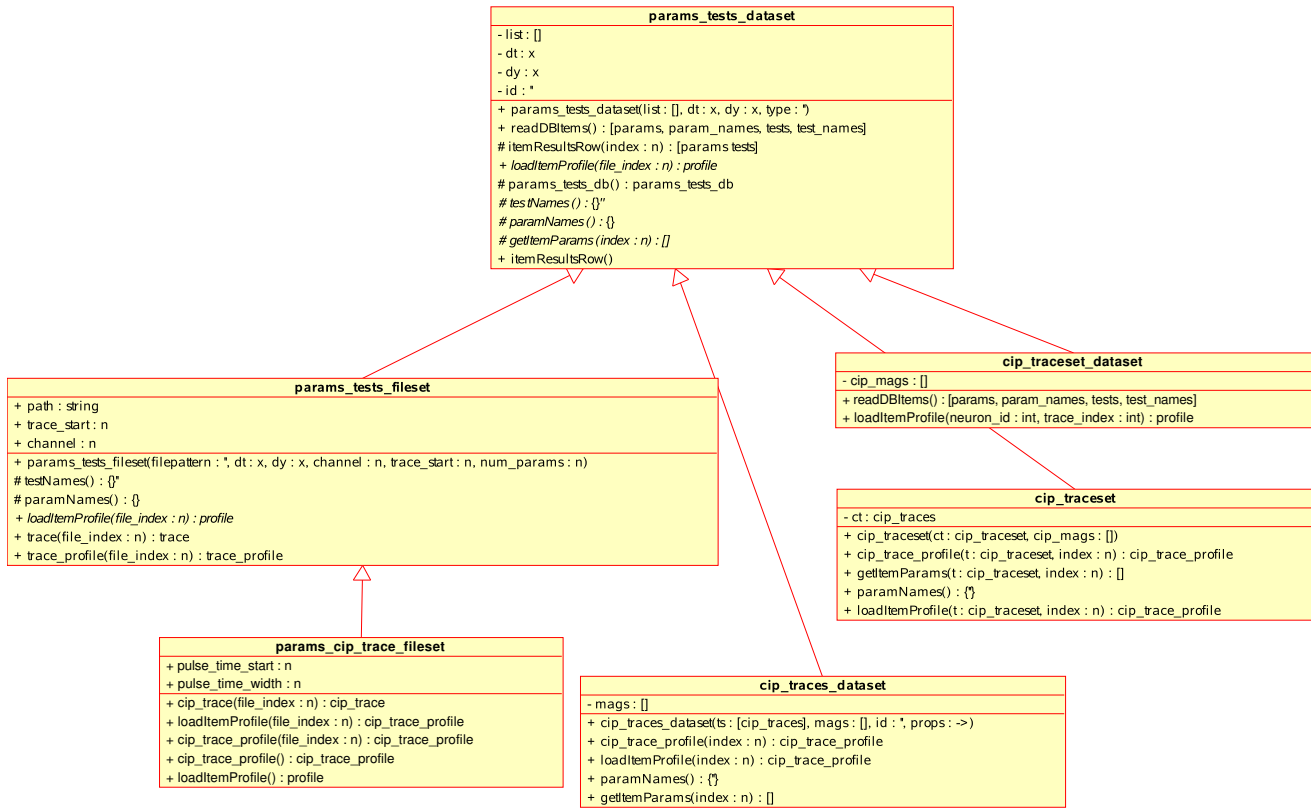 params_tests_dataset
- list : []
- dt : x
- dy : x
- id : ''
+ params_tests_dataset(list : [], dt : x, dy : x, type : '')
+ readDBItems() : [params, param_names, tests, test_names]
# itemResultsRow(index : n) : [params tests]
+ loadItemProfile(file_index : n) : profile
# params_tests_db() : params_tests_db
# testNames() : {}''
# paramNames() : {}
# getItemParams(index : n) : []
+ itemResultsRow()
params_tests_fileset
+ path : string
+ trace_start : n
+ channel : n
+ params_tests_fileset(filepattern : '', dt : x, dy : x, channel : n, trace_start : n, num_params : n)
# testNames() : {}''
# paramNames() : {}
+ loadItemProfile(file_index : n) : profile
+ trace(file_index : n) : trace
+ trace_profile(file_index : n) : trace_profile
cip_traceset_dataset
- cip_mags : []
+ readDBItems() : [params, param_names, tests, test_names]
+ loadItemProfile(neuron_id : int, trace_index : int) : profile
cip_traceset
- ct : cip_traces
+ cip_traceset(ct : cip_traceset, cip_mags : [])
+ cip_trace_profile(t : cip_traceset, index : n) : cip_trace_profile
+ getItemParams(t : cip_traceset, index : n) : []
+ paramNames() : {''}
+ loadItemProfile(t : cip_traceset, index : n) : cip_trace_profile
params_cip_trace_fileset
+ pulse_time_start : n
+ pulse_time_width : n
+ cip_trace(file_index : n) : cip_trace
+ loadItemProfile(file_index : n) : cip_trace_profile
+ cip_trace_profile(file_index : n) : cip_trace_profile
+ cip_trace_profile() : cip_trace_profile
+ loadItemProfile() : profile
cip_traces_dataset
- mags : []
+ cip_traces_dataset(ts : [cip_traces], mags : [], id : '', props : ->)
+ cip_trace_profile(index : n) : cip_trace_profile
+ loadItemProfile(index : n) : cip_trace_profile
+ paramNames() : {''}
+ getItemParams(index : n) : []